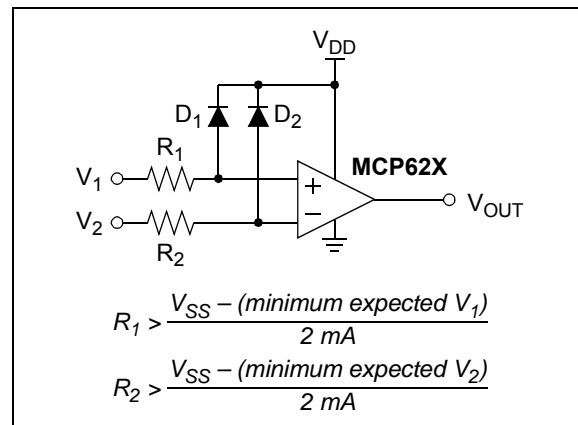 VDD
D1 D2
R1
MCP62X
V1
+
V2
–
VOUT
R2
R1 > VSS – (minimum expected V1)
2 mA
R2 > VSS – (minimum expected V2)
2 mA